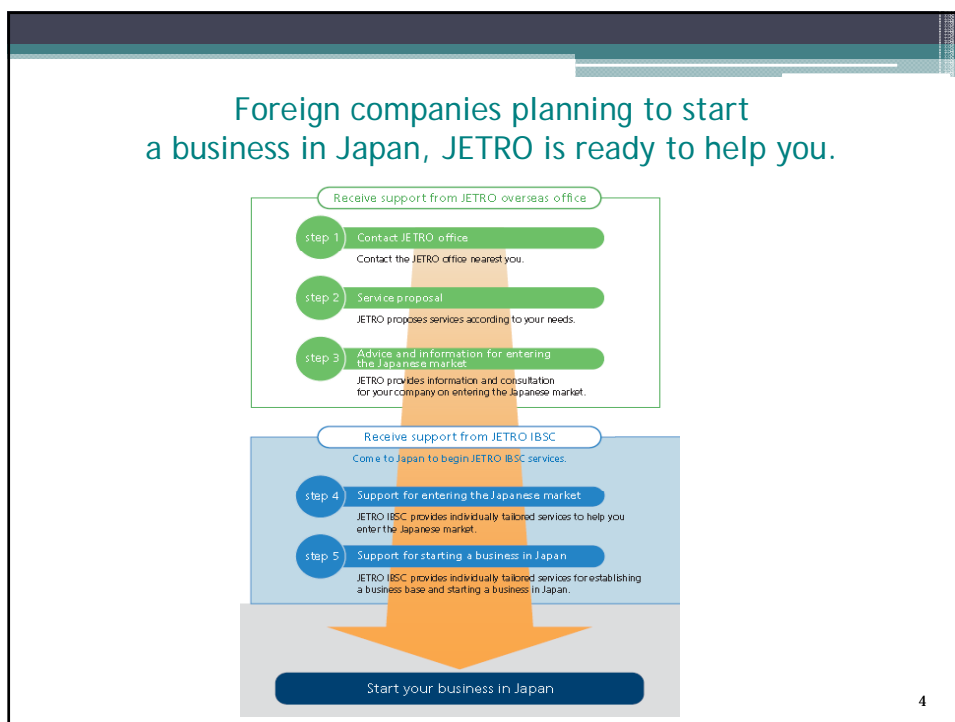 Foreign companies planning to start
a business in Japan, JETRO is ready to help you.
Receive support from JETRO overseas office
step 1
Contact JETRO office
Contact the JETRO office nearest you.
step 2
Service proposal
JETRO proposes services according to your needs.
step 3
Advice and information for entering
the Japanese market
JETRO provides information and consultation
for your company on entering the Japanese market.
Receive support from JETRO IBSC
Come to Japan to begin JETRO IBSC services.
step 4
Support for entering the Japanese market
JETRO IBSC provides individually tailored services to help you
enter the Japanese market.
step 5
Support for starting a business in Japan
JETRO IBSC provides individually tailored services for establishing
a business base and starting a business in Japan.
Start your business in Japan
4